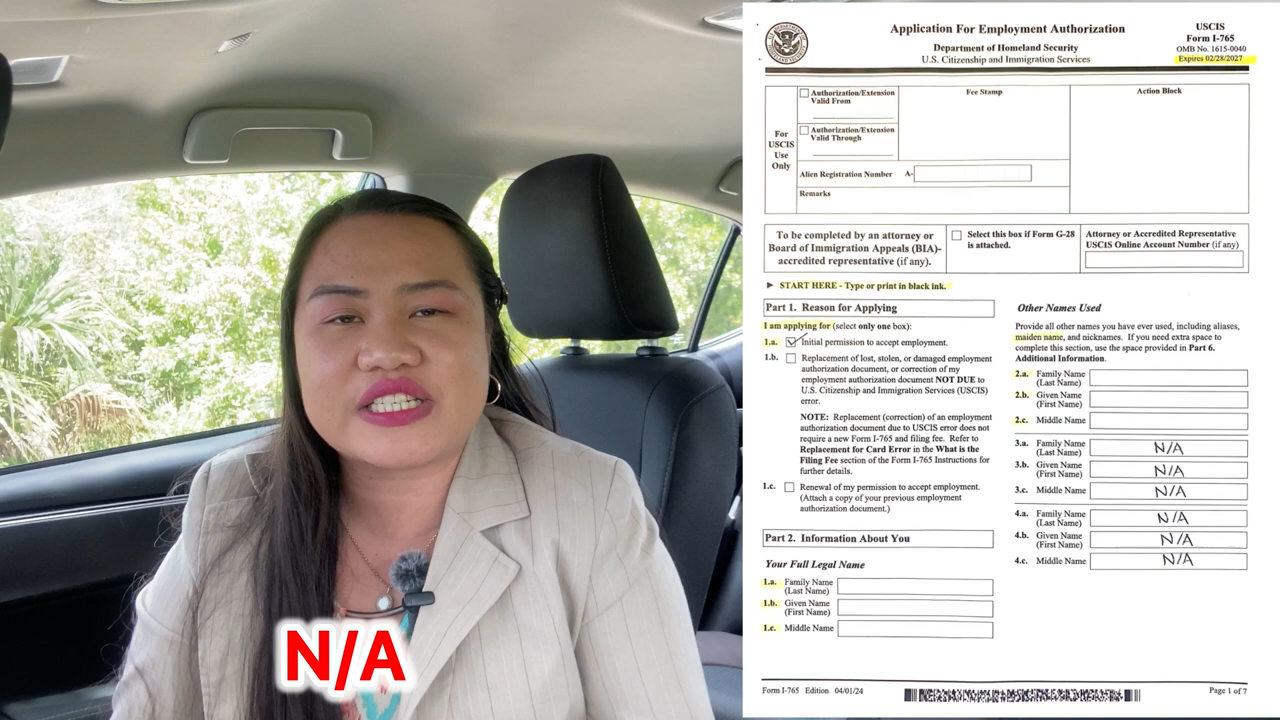 N/A
Application For Employment Authorization
Department of Homeland Security
U.S. Citizenship and Immigration Services
USCIS
Form I-765
OMB No. 1615-0040
Expires 02/28/2027
For
USCIS
Use
Only
Authorization/Extension
Valid From
Authorization/Extension
Valid Through
Fee Stamp
Action Block
Alien Registration Number A-
Remarks
To be completed by an attorney or
Board of Immigration Appeals (BIA)-
accredited representative (if any).
Select this box if Form G-28
is attached.
Attorney or Accredited Representative
USCIS Online Account Number (if any)
► START HERE - Type or print in black ink.
Part 1. Reason for Applying
I am applying for (select only one box):
1.a. Initial permission to accept employment.
1.b. Replacement of lost, stolen, or damaged employment
authorization document, or correction of my
employment authorization document NOT DUE to
U.S. Citizenship and Immigration Services (USCIS)
error.
NOTE: Replacement (correction) of an employment
authorization document due to USCIS error does not
require a new Form I-765 and filing fee. Refer to
Replacement for Card Error in the What is the
Filing Fee section of the Form I-765 Instructions for
further details.
1.c. Renewal of my permission to accept employment.
(Attach a copy of your previous employment
authorization document.)
Part 2. Information About You
Your Full Legal Name
1.a. Family Name
(Last Name)
1.b. Given Name
(First Name)
1.c. Middle Name
Other Names Used
Provide all other names you have ever used, including aliases,
maiden name, and nicknames. If you need extra space to
complete this section, use the space provided in Part 6.
Additional Information.
2.a. Family Name
(Last Name)
2.b. Given Name
(First Name)
2.c. Middle Name
3.a. Family Name
(Last Name) N/A
3.b. Given Name
(First Name) N/A
3.c. Middle Name N/A
4.a. Family Name
(Last Name) N/A
4.b. Given Name
(First Name) N/A
4.c. Middle Name N/A
Form I-765 Edition 04/01/24
Page 1 of 7